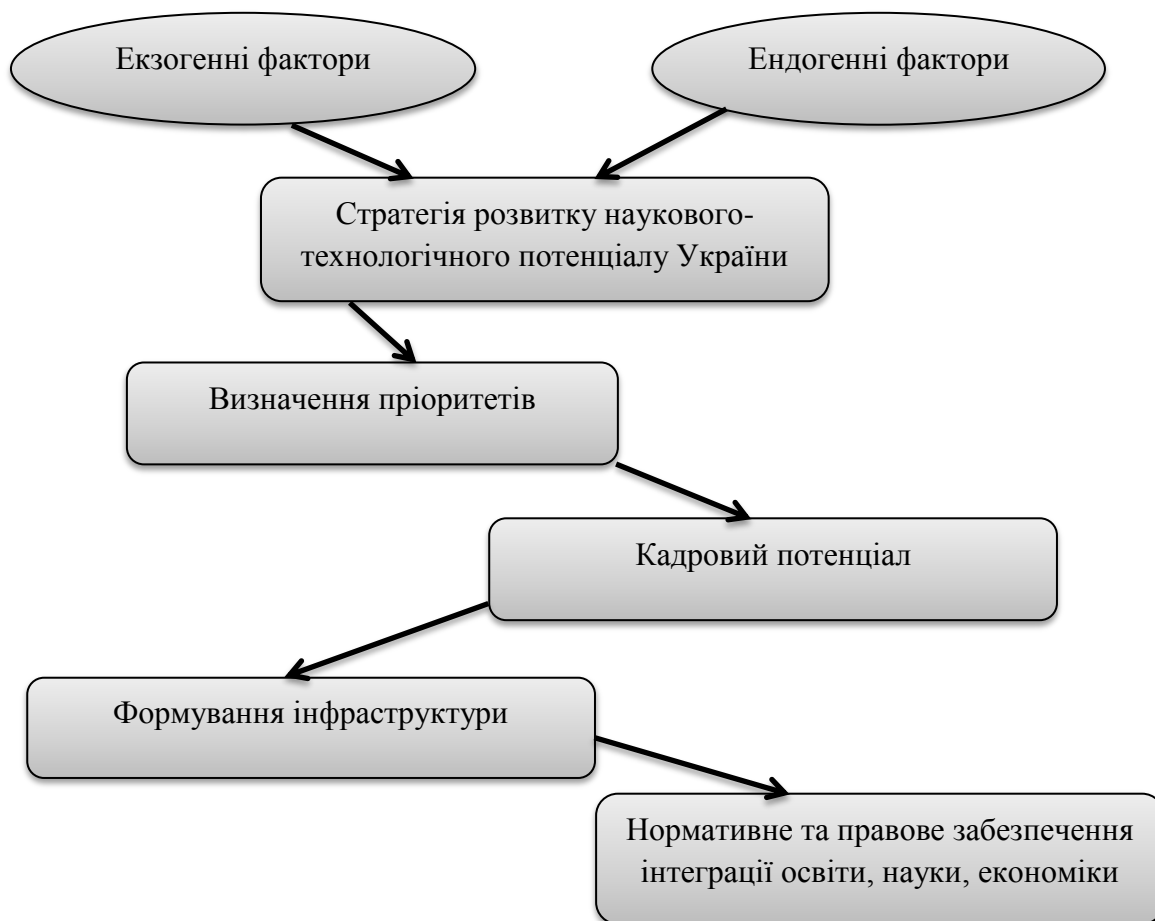 Екзогенні фактори
Ендогенні фактори
Стратегія розвитку наукового-
технологічного потенціалу України
Визначення пріоритетів
Кадровий потенціал
Формування інфраструктури
Нормативне та правове забезпечення
інтеграції освіти, науки, економіки